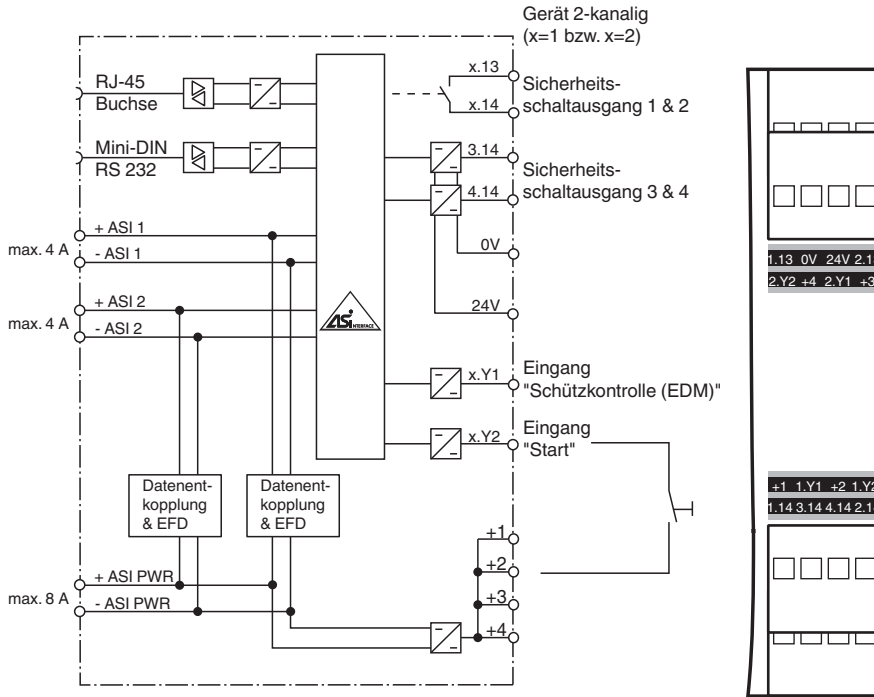 Gerät 2-kanalig
(x=1 bzw. x=2)
RJ-45
Buchse
x.13
x.14
Sicherheits-
schaltausgang 1 & 2
Mini-DIN
RS 232
3.14
4.14
Sicherheits-
schaltausgang 3 & 4
0V
24V
max. 4 A
+ ASI 1
- ASI 1
max. 4 A
+ ASI 2
- ASI 2
ASi INTERFACE
x.Y1
Eingang
"Schützkontrolle (EDM)"
x.Y2
Eingang
"Start"
Datenent-
kopplung
& EFD
Datenent-
kopplung
& EFD
max. 8 A
+ ASI PWR
- ASI PWR
+1
+2
+3
+4
1.13 0V 24V
2.Y2 +4 2.Y1
+1 1.Y1 +2
1.14 3.14 4.14